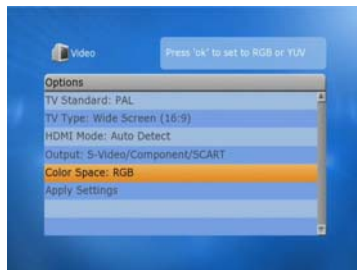 Video
Press 'ok' to set to RGB or YUV
Options
TV Standard: PAL
TV Type: Wide Screen (16:9)
HDMI Mode: Auto Detect
Output: S-Video/Component/SCART
Color Space: RGB
Apply Settings